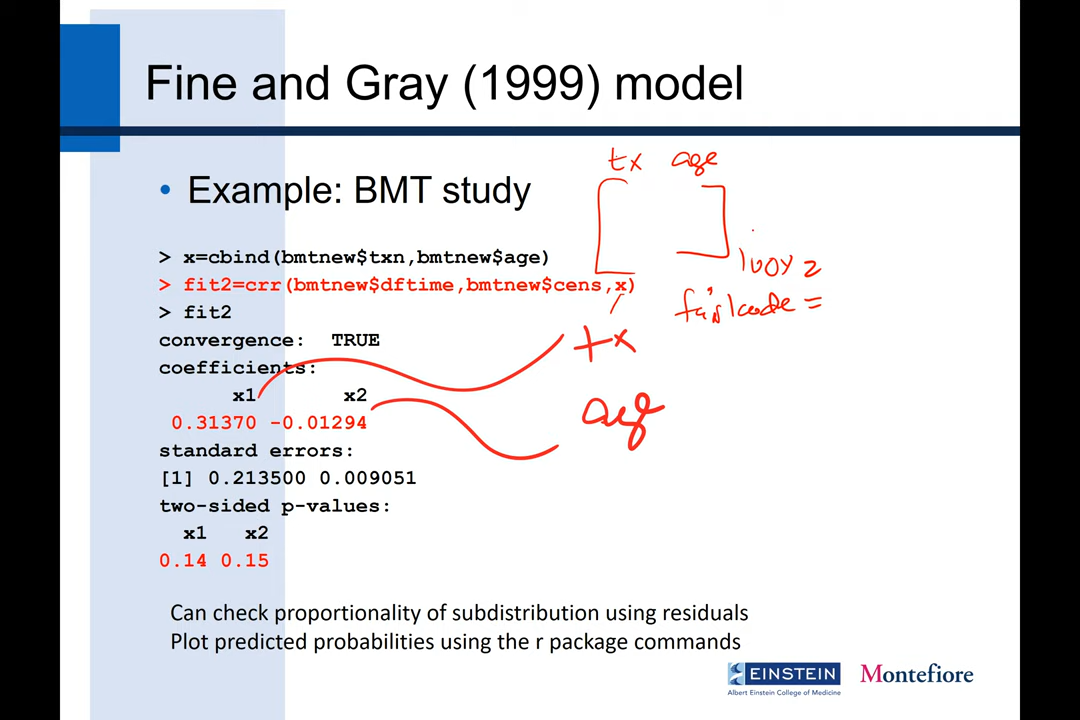 Fine and Gray (1999) model
tx age
• Example: BMT study
> x=cbind(bmtnew$txn,bmtnew$age)
> fit2=crr(bmtnew$dftime,bmtnew$cens,x)
failcode =
> fit2
convergence: TRUE
tx
coefficients:
x1 x2
age
0.31370 -0.01294
standard errors:
[1] 0.213500 0.009051
two-sided p-values:
x1 x2
0.14 0.15
Can check proportionality of subdistribution using residuals
Plot predicted probabilities using the r package commands
EINSTEIN
Albert Einstein College of Medicine
Montefiore